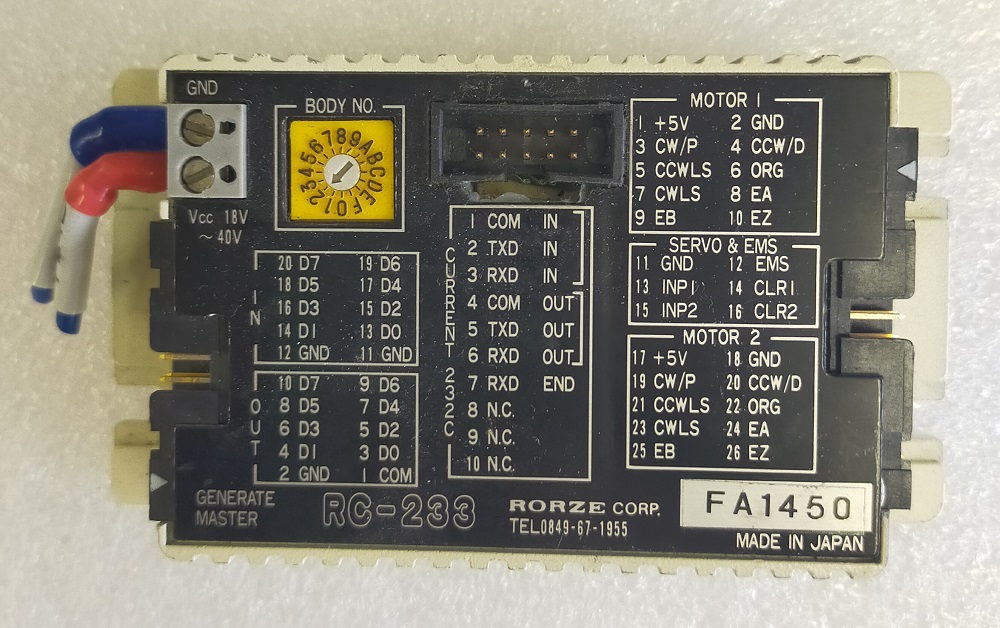 GND
Vcc 18V
~ 40V
BODY NO.
0123456789ABCDEF
IN
20 D7 19 D6
18 D5 17 D4
16 D3 15 D2
14 D1 13 D0
12 GND 11 GND
OUT
10 D7 9 D6
8 D5 7 D4
6 D3 5 D2
4 D1 3 D0
2 GND 1 COM
CURRENT 232C
1 COM IN
2 TXD IN
3 RXD IN
4 COM OUT
5 TXD OUT
6 RXD OUT
7 RXD END
8 N.C.
9 N.C.
10 N.C.
MOTOR 1
1 +5V 2 GND
3 CW/P 4 CCW/D
5 CCWLS 6 ORG
7 CWLS 8 EA
9 EB 10 EZ
SERVO & EMS
11 GND 12 EMS
13 INP1 14 CLR1
15 INP2 16 CLR2
MOTOR 2
17 +5V 18 GND
19 CW/P 20 CCW/D
21 CCWLS 22 ORG
23 CWLS 24 EA
25 EB 26 EZ
GENERATE
MASTER
RC-233
RORZE CORP.
TEL0849-67-1955
FA1450
MADE IN JAPAN